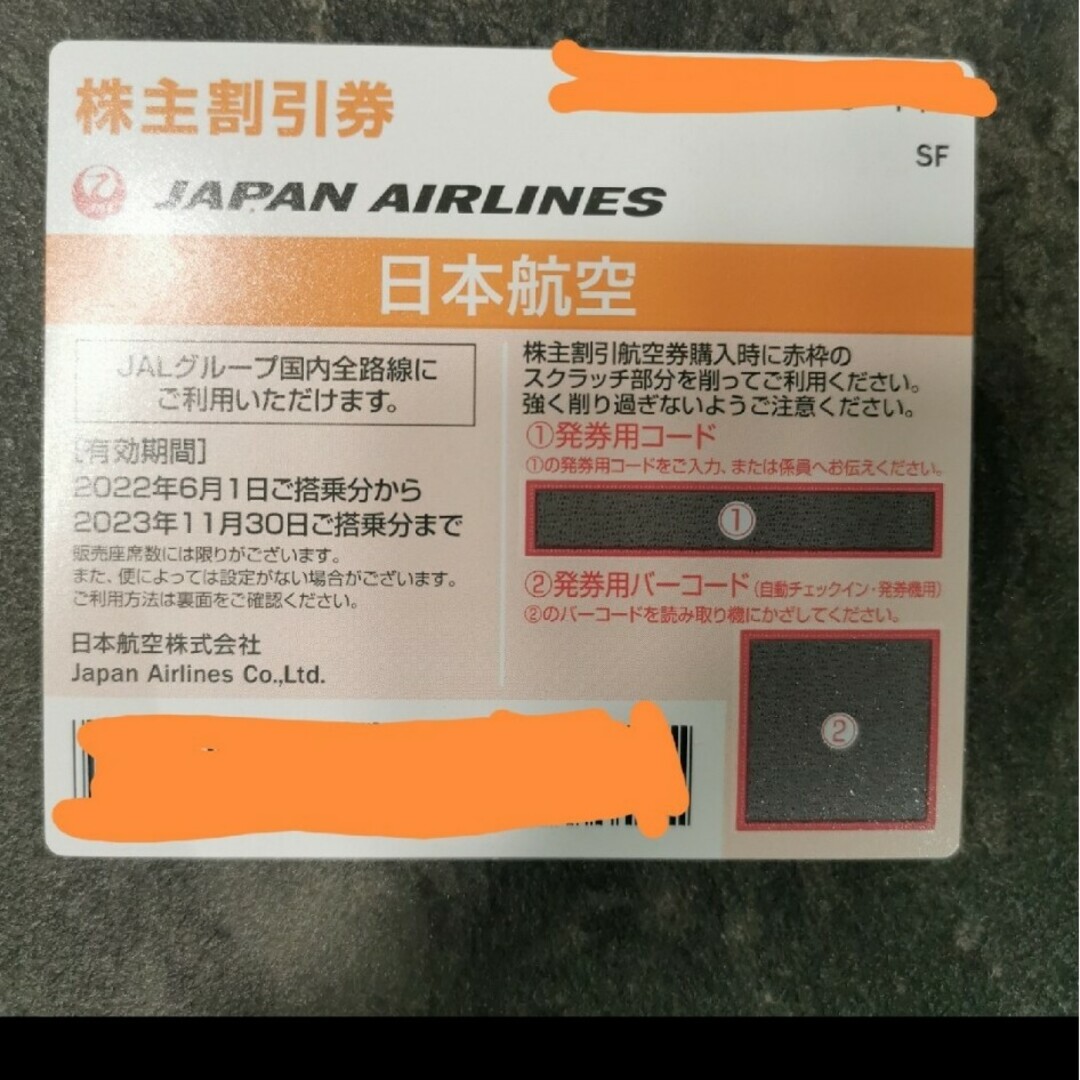 株主割引券
SF
JAPAN AIRLINES
日本航空
JALグループ国内全路線に
ご利用いただけます。
[有効期間]
2022年6月1日ご搭乗分から
2023年11月30日ご搭乗分まで
販売座席数には限りがございます。
また、便によっては設定がない場合がございます。
ご利用方法は裏面をご確認ください。
日本航空株式会社
Japan Airlines Co.,Ltd.
株主割引航空券購入時に赤枠の
スクラッチ部分を削ってご利用ください。
強く削り過ぎないようご注意ください。
①発券用コード
①の発券用コードをご入力、または係員へお伝えください。
①
②発券用バーコード(自動チェックイン・発券機用)
②のバーコードを読み取り機にかざしてください。
②